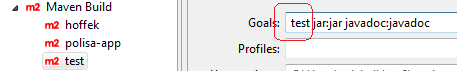 Maven Build
m2 hoffek
m2 polisa-app
m2 test
Goals: test jar:jar javadoc:javadoc
Profiles: